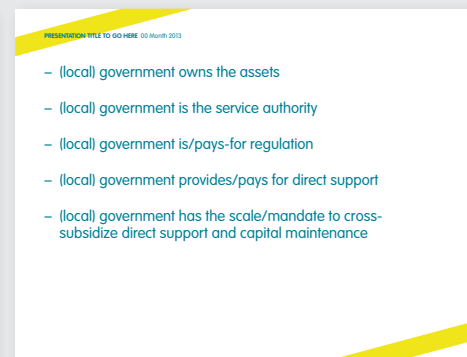 PRESENTATION TITLE TO GO HERE 00 Month 2013
– (local) government owns the assets
– (local) government is the service authority
– (local) government is/pays-for regulation
– (local) government provides/pays for direct support
– (local) government has the scale/mandate to cross-
subsidize direct support and capital maintenance